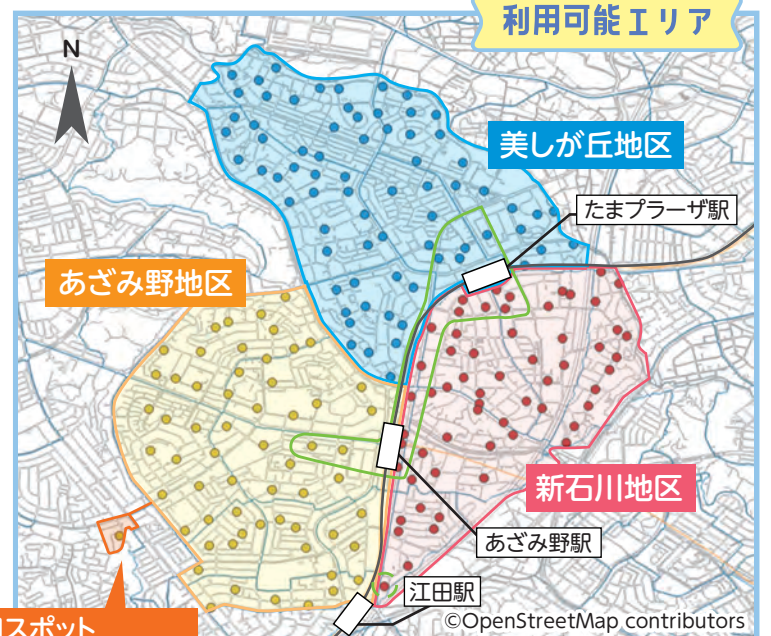 利用可能エリア
N
美しが丘地区
たまプラーザ駅
あざみ野地区
新石川地区
あざみ野駅
江田駅
スポット
©OpenStreetMap contributors